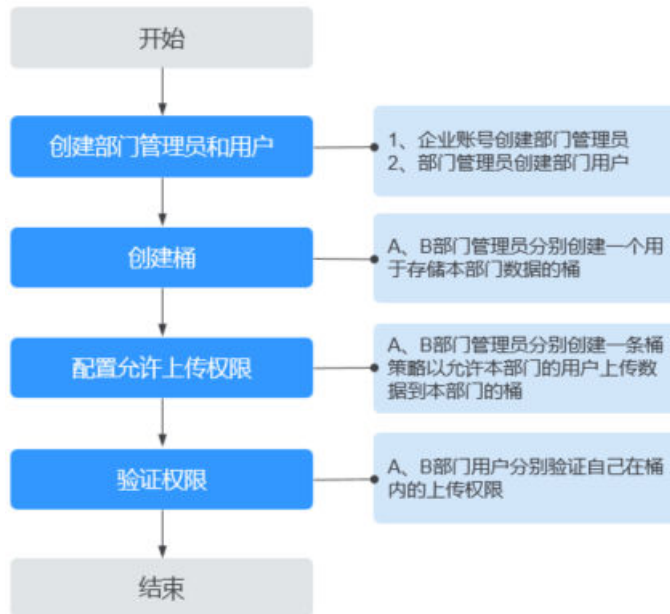 开始
创建部门管理员和用户
1、企业账号创建部门管理员
2、部门管理员创建部门用户
创建桶
A、B部门管理员分别创建一个用
于存储本部门数据的桶
配置允许上传权限
A、B部门管理员分别创建一条桶
策略以允许本部门的用户上传数
据到本部门的桶
验证权限
A、B部门用户分别验证自己在桶
内的上传权限
结束